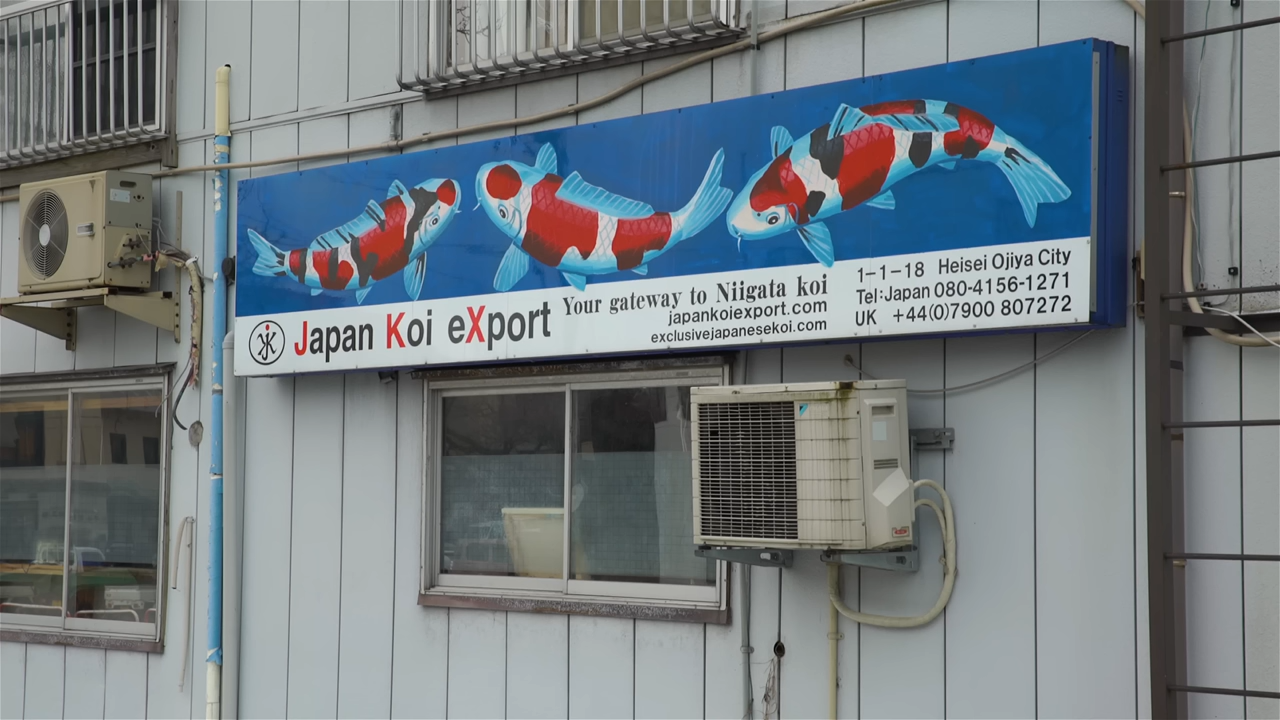 Japan Koi eXport
Your gateway to Niigata koi
japankoiexport.com
exclusivejapanesekoi.com
1-1-18 Heisei Ojiya City
Tel:Japan 080-4156-1271
UK +44(0)7900 807272